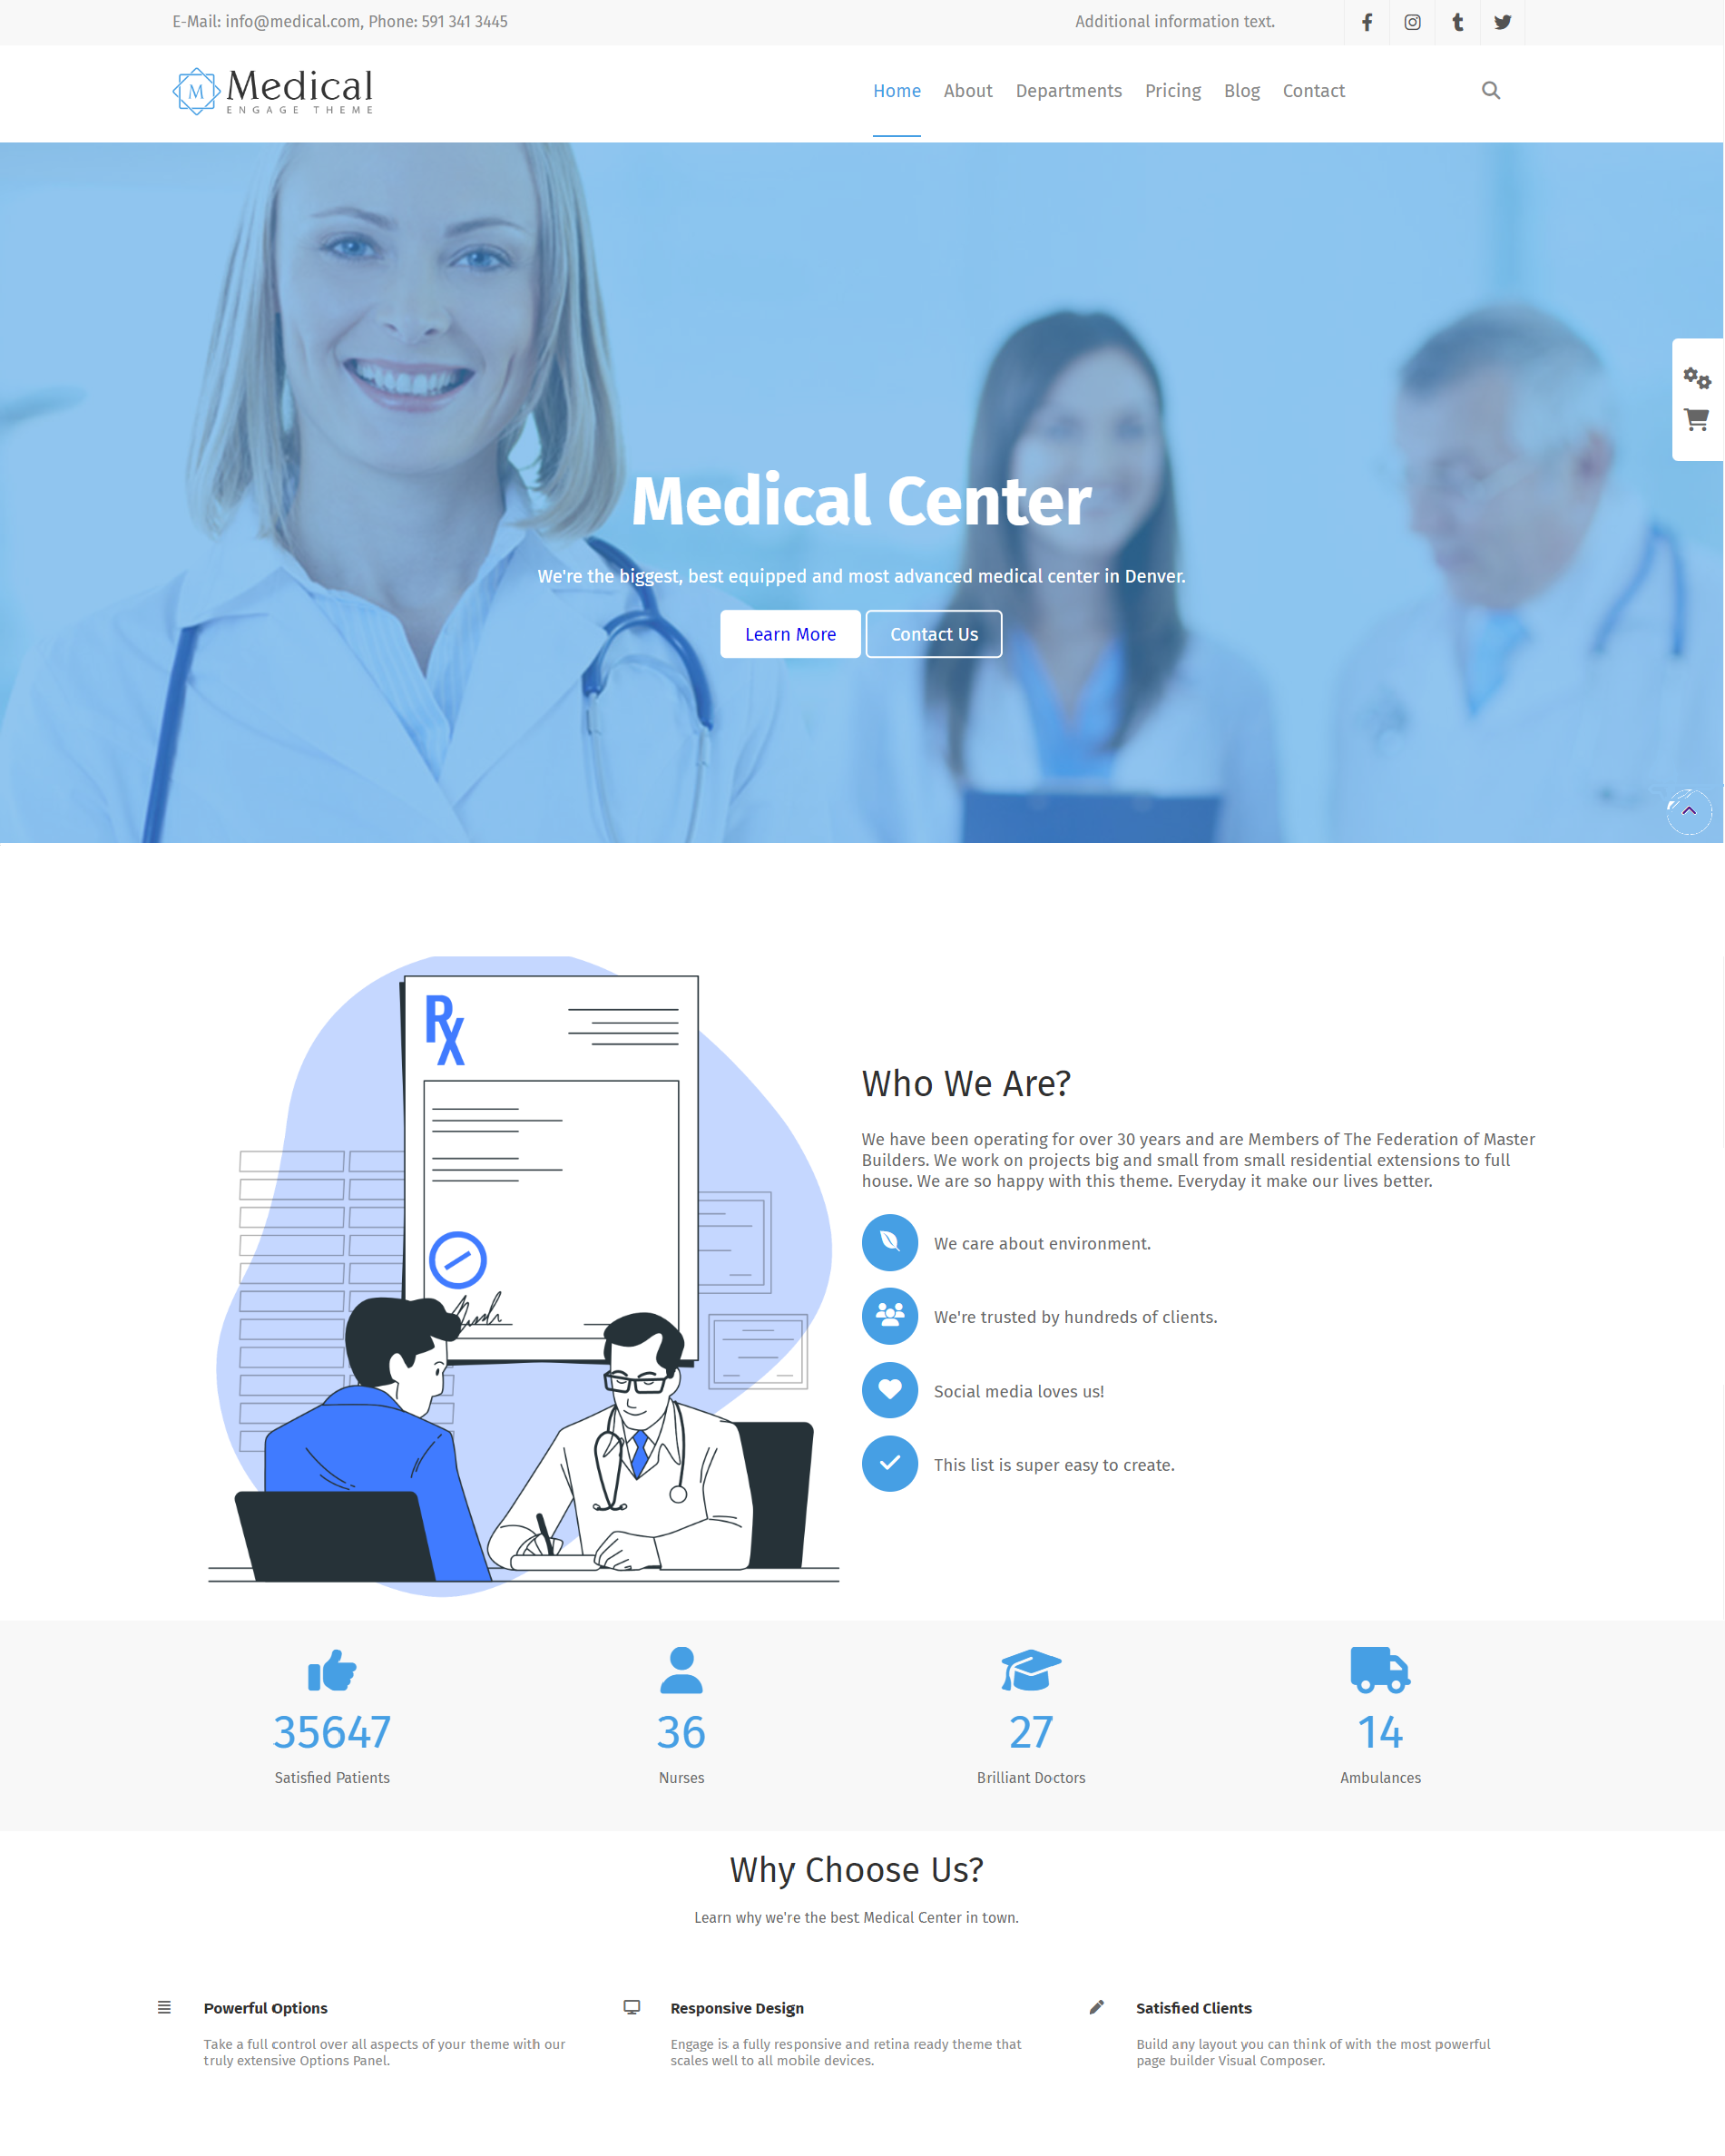 E-Mail: info@medical.com, Phone: 591 341 3445
Additional information text.
M
Medical
ENGAGE THEME
Home
About
Departments
Pricing
Blog
Contact
Medical Center
We're the biggest, best equipped and most advanced medical center in Denver.
Learn More
Contact Us
Rx
Who We Are?
We have been operating for over 30 years and are Members of The Federation of Master
Builders. We work on projects big and small from small residential extensions to full
house. We are so happy with this theme. Everyday it make our lives better.
We care about environment.
We're trusted by hundreds of clients.
Social media loves us!
This list is super easy to create.
35647
Satisfied Patients
36
Nurses
27
Brilliant Doctors
14
Ambulances
Why Choose Us?
Learn why we're the best Medical Center in town.
Powerful Options
Take a full control over all aspects of your theme with our
truly extensive Options Panel.
Responsive Design
Engage is a fully responsive and retina ready theme that
scales well to all mobile devices.
Satisfied Clients
Build any layout you can think of with the most powerful
page builder Visual Composer.